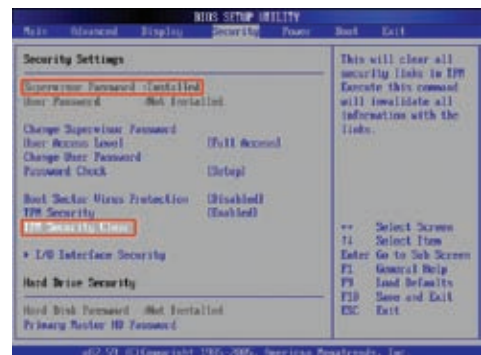 BIOS SETUP UTILITY
Main Advanced Display Security Power Boot Exit
Security Settings
Supervisor Password :Installed
User Password :Not Installed
Change Supervisor Password
User Access Level [Full Access]
Change User Password
Password Check [Setup]
Boot Sector Virus Protection [Disabled]
TPM Security [Enabled]
TPM Security Clear
I/O Interface Security
Hard Drive Security
Hard Disk Password :Not Installed
Primary Master HD Password
This will clear all
security links in TPM
Execute this command
will invalidate all
information with the
links.
Select Screen
Select Item
Enter Go to Sub Screen
F1 General Help
F9 Load Defaults
F10 Save and Exit
ESC Exit
(C)Copyright 1985-2005, American Megatrends, Inc.